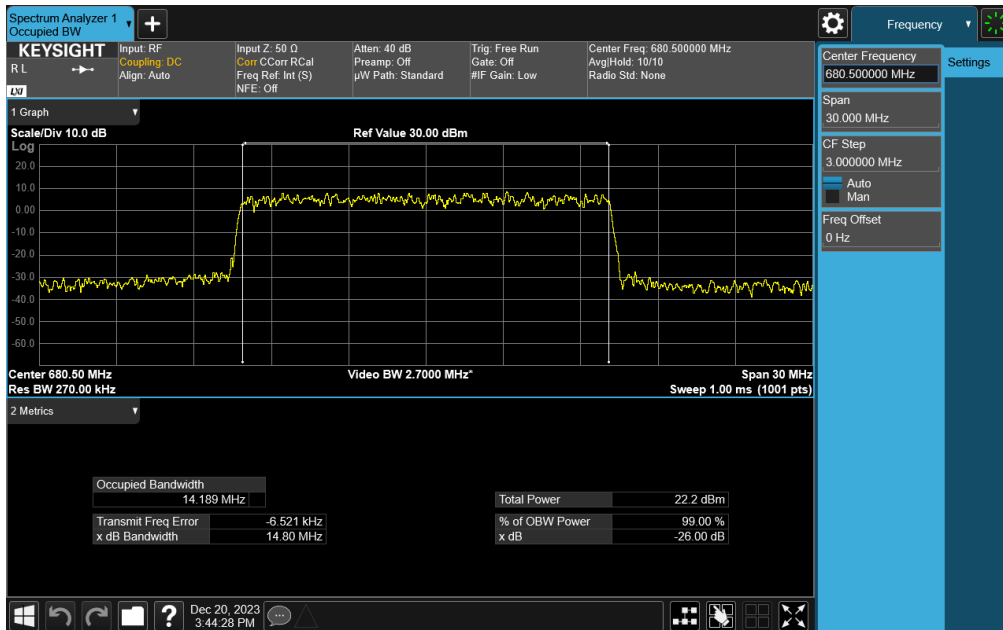 Spectrum Analyzer 1
Occupied BW
Frequency
KEYSIGHT
R L
LXI
Input: RF
Coupling: DC
Align: Auto
Input Z: 50 Ω
Corr CCorr RCal
Freq Ref: Int (S)
NFE: Off
Atten: 40 dB
Preamp: Off
µW Path: Standard
Trig: Free Run
Gate: Off
#IF Gain: Low
Center Freq: 680.500000 MHz
Avg|Hold: 10/10
Radio Std: None
Center Frequency
680.500000 MHz
Settings
Span
30.000 MHz
CF Step
3.000000 MHz
Auto
Man
Freq Offset
0 Hz
1 Graph
Scale/Div 10.0 dB
Ref Value 30.00 dBm
Log
20.0
10.0
0.00
-10.0
-20.0
-30.0
-40.0
-50.0
-60.0
Center 680.50 MHz
Video BW 2.7000 MHz*
Span 30 MHz
Res BW 270.00 kHz
Sweep 1.00 ms (1001 pts)
2 Metrics
Occupied Bandwidth
14.189 MHz
Total Power 22.2 dBm
Transmit Freq Error -6.521 kHz
% of OBW Power 99.00 %
x dB Bandwidth 14.80 MHz
x dB -26.00 dB
Dec 20, 2023
3:44:28 PM